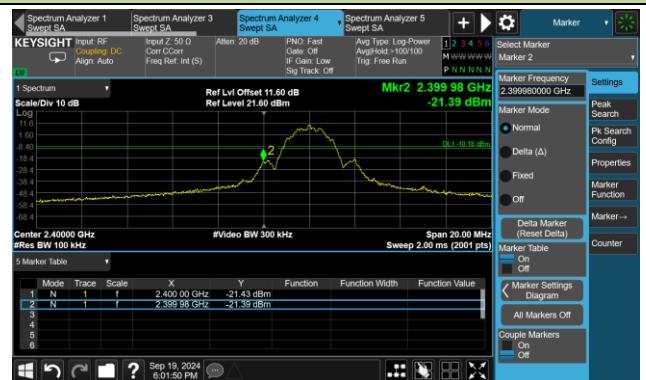 Spectrum Analyzer 1
Swept SA
Spectrum Analyzer 3
Swept SA
Spectrum Analyzer 4
Swept SA
Spectrum Analyzer 5
Swept SA
Marker
KEYSIGHT
Input: RF
Coupling: DC
Align: Auto
Input Z: 50 Ω
Corr CCorr
Freq Ref: Int (S)
Atten: 20 dB
PNO: Fast
Gate: Off
IF Gain: Low
Sig Track: Off
Avg Type: Log-Power
Avg|Hold:>100/100
Trig: Free Run
1 2 3 4 5 6
M W W W W W
P N N N N N
LW
1 Spectrum
Scale/Div 10 dB
Log
Ref Lvl Offset 11.60 dB
Ref Level 21.60 dBm
Mkr2 2.399 98 GHz
-21.39 dBm
11.6
1.60
-8.40
-18.4
-28.4
-38.4
-48.4
-58.4
-68.4
DL1 -10.18 dBm
2
Center 2.40000 GHz
#Res BW 100 kHz
#Video BW 300 kHz
Span 20.00 MHz
Sweep 2.00 ms (2001 pts)
5 Marker Table
Mode Trace Scale X Y Function Function Width Function Value
1 N 1 f 2.400 00 GHz -21.43 dBm
2 N 1 f 2.399 98 GHz -21.39 dBm
3
4
5
6
Select Marker
Marker 2
Marker Frequency
2.399980000 GHz
Marker Mode
Normal
Delta (Δ)
Fixed
Off
Delta Marker
(Reset Delta)
Marker Table
On
Off
Marker Settings
Diagram
All Markers Off
Couple Markers
On
Off
Settings
Peak
Search
Pk Search
Config
Properties
Marker
Function
Marker→
Counter
Sep 19, 2024
6:01:50 PM